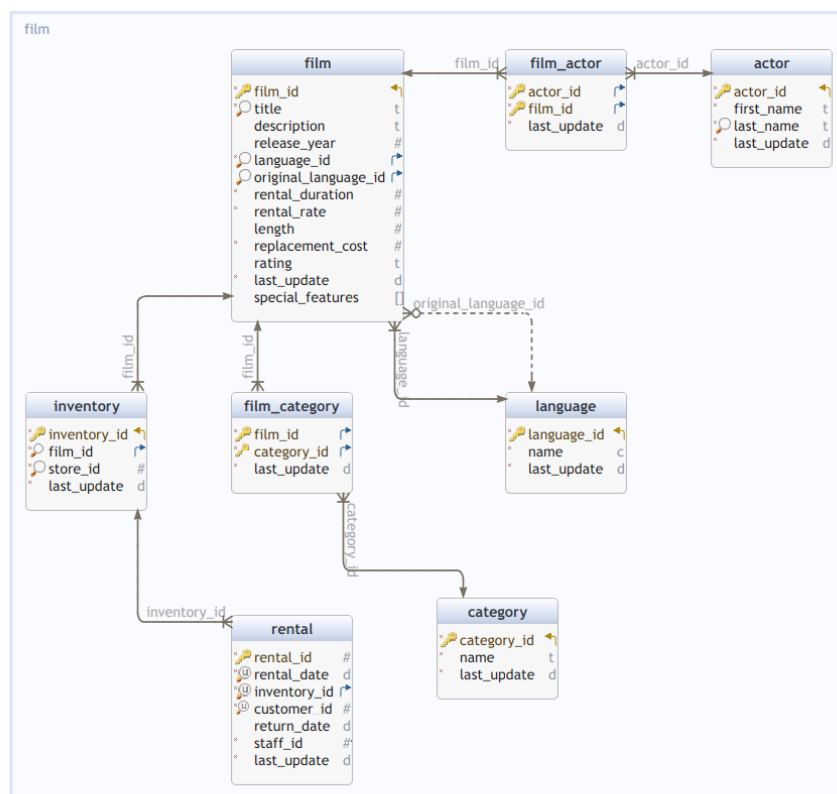 film
film
film_id
title t
description t
release_year #
language_id
original_language_id
rental_duration #
rental_rate #
length #
replacement_cost #
rating t
last_update d
special_features []
film_id
film_actor
actor_id
film_id
last_update d
actor_id
actor
actor_id
first_name t
last_name t
last_update d
original_language_id
language_id
film_id
film_id
inventory
inventory_id
film_id
store_id #
last_update d
film_category
film_id
category_id
last_update d
language
language_id
name c
last_update d
category_id
inventory_id
category
category_id
name t
last_update d
rental
rental_id #
u rental_date d
u inventory_id
u customer_id #
return_date d
staff_id #
last_update d